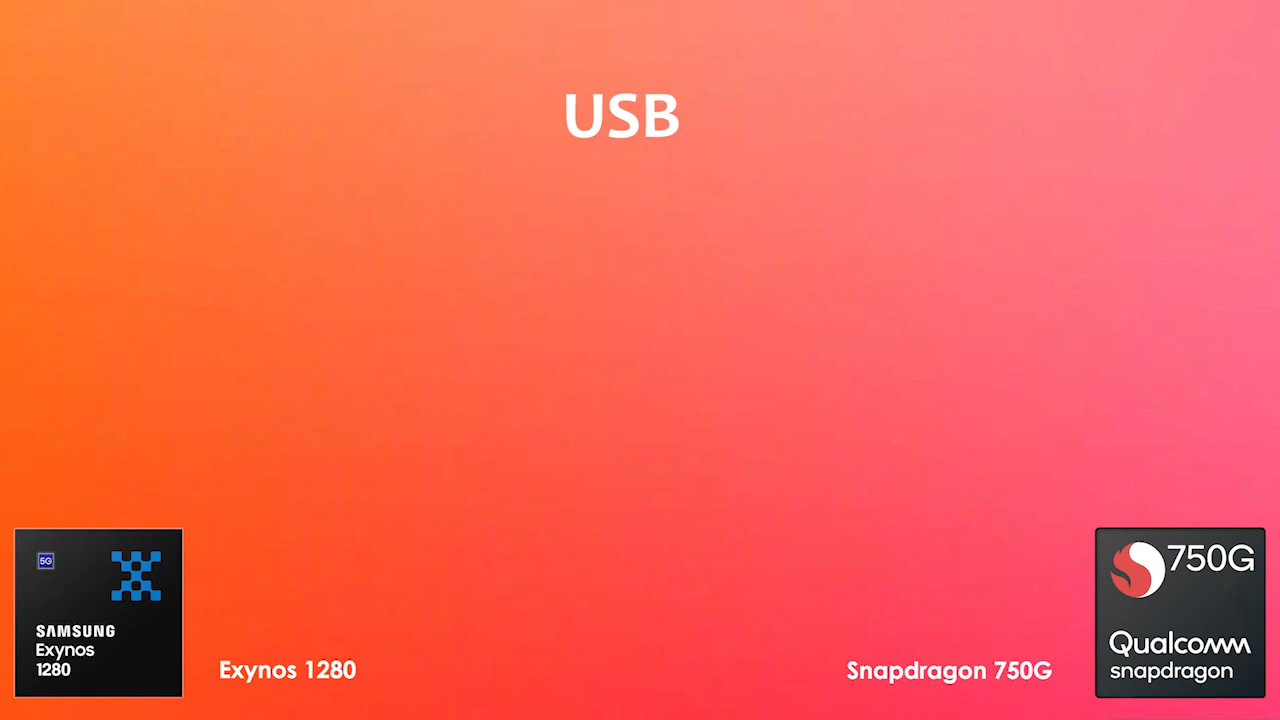 USB
5G
SAMSUNG
Exynos
1280
Exynos 1280
Snapdragon 750G
750G
Qualcomm
snapdragon